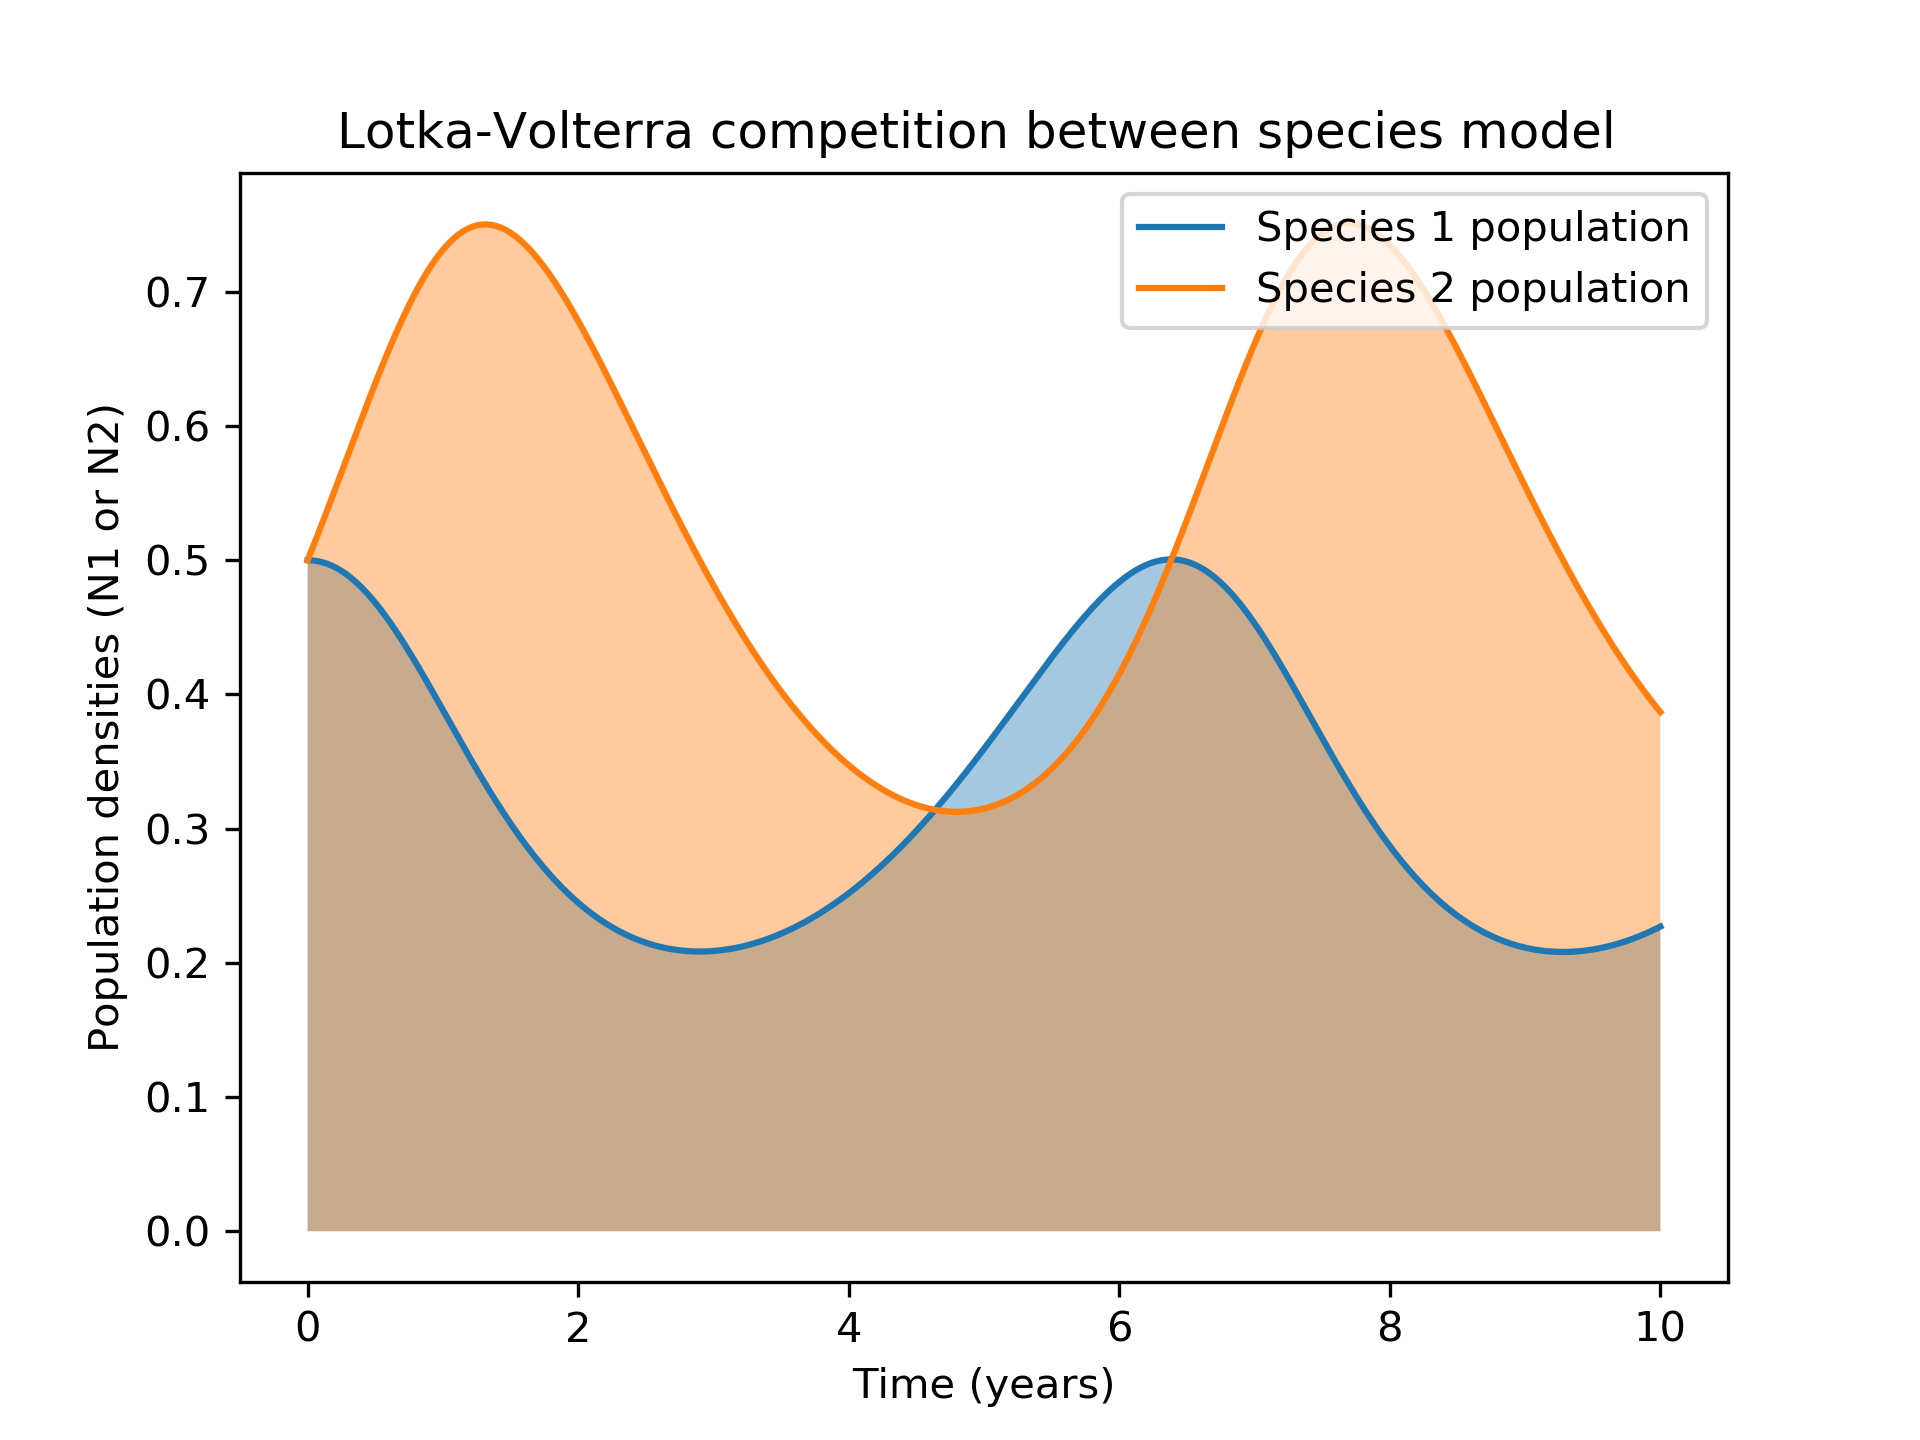 Lotka-Volterra competition between species model
Species 1 population
Species 2 population
Population densities (N1 or N2)
0.7
0.6
0.5
0.4
0.3
0.2
0.1
0.0
0 2 4 6 8 10
Time (years)